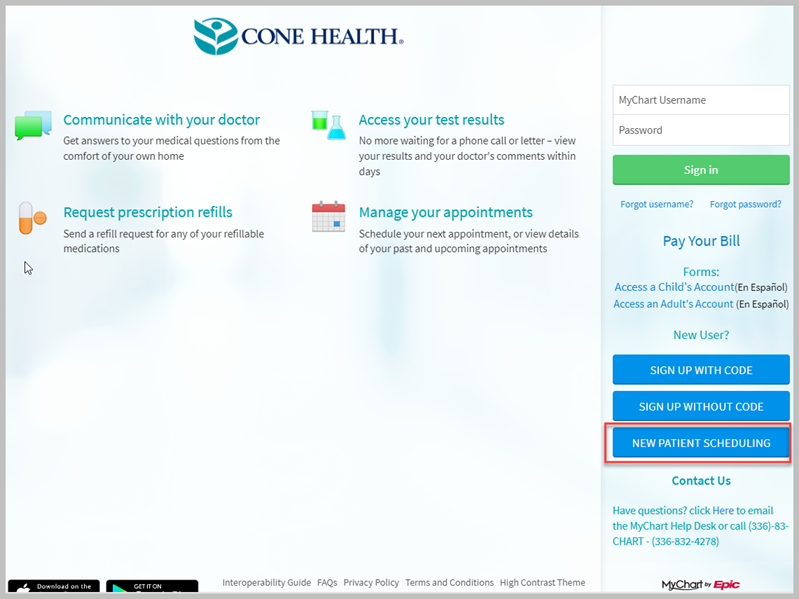 CONE HEALTH®
Communicate with your doctor
Get answers to your medical questions from the
comfort of your own home
Access your test results
No more waiting for a phone call or letter – view
your results and your doctor's comments within
days
Request prescription refills
Send a refill request for any of your refillable
medications
Manage your appointments
Schedule your next appointment, or view details
of your past and upcoming appointments
MyChart Username
Password
Sign in
Forgot username? Forgot password?
Pay Your Bill
Forms:
Access a Child's Account(En Español)
Access an Adult's Account (En Español)
New User?
SIGN UP WITH CODE
SIGN UP WITHOUT CODE
NEW PATIENT SCHEDULING
Contact Us
Have questions? click Here to email
the MyChart Help Desk or call (336)-83-
CHART - (336-832-4278)
Download on the
GET IT ON
Interoperability Guide FAQs Privacy Policy Terms and Conditions High Contrast Theme
MyChart by Epic